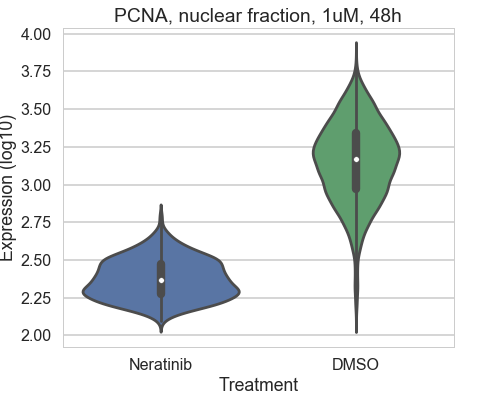 PCNA, nuclear fraction, 1uM, 48h
4.00
3.75
3.50
3.25
3.00
2.75
2.50
2.25
2.00
Expression (log10)
Neratinib DMSO
Treatment